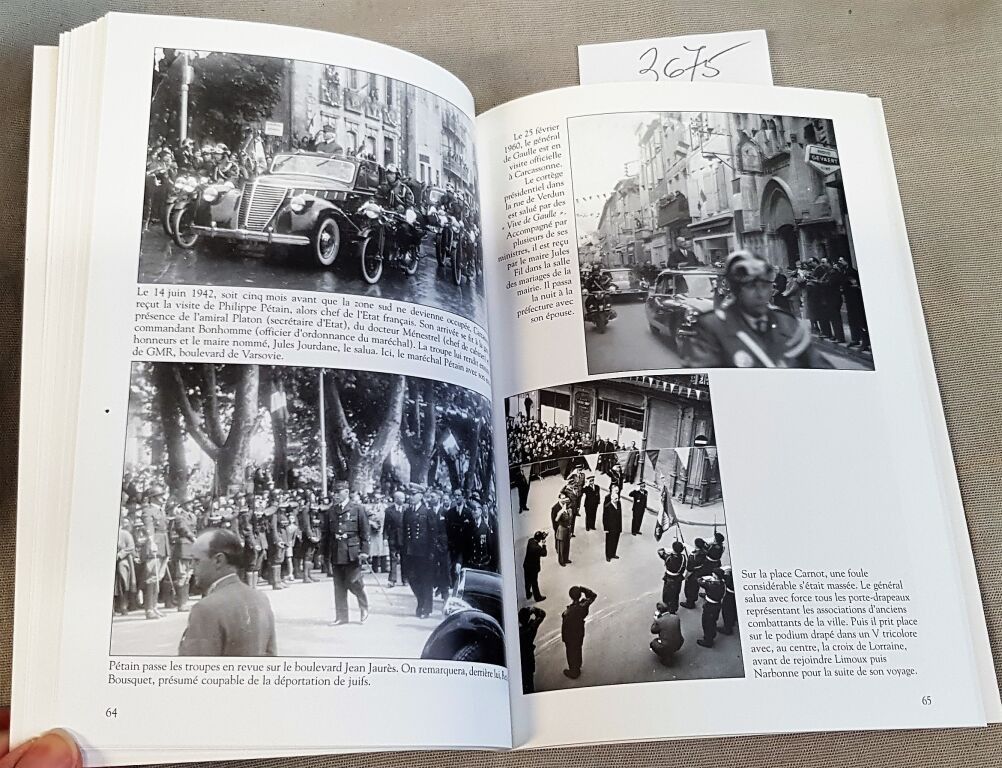 2675
Le 14 juin 1942, soit cinq mois avant que la zone sud ne devienne occupée,
reçut la visite de Philippe Pétain, alors chef de l'Etat français. Son arrivée se fit
présence de l'amiral Platon (secrétaire d'Etat), du docteur Ménestrel (chef de
commandant Bonhomme (officier d'ordonnance du maréchal). La troupe lui rendit
honneurs et le maire nommé, Jules Jourdane, le salua. Ici, le maréchal Pétain avec son
de GMR, boulevard de Varsovie.
Pétain passe les troupes en revue sur le boulevard Jean Jaurès. On remarquera, derrière lui,
Bousquet, présumé coupable de la déportation de juifs.
64
Le 25 février
1960, le général
de Gaulle est en
visite officielle
à Carcassonne.
Le cortège
présidentiel dans
la rue de Verdun
est salué par des
« Vive de Gaulle ».
Accompagné par
plusieurs de ses
ministres, il est reçu
par le maire Jules
Fil dans la salle
des mariages de la
mairie. Il passa
la nuit à la
préfecture avec
son épouse.
GEVAERT
Sur la place Carnot, une foule
considérable s'était massée. Le général
salua avec force tous les porte-drapeaux
représentant les associations d'anciens
combattants de la ville. Puis il prit place
sur le podium drapé dans un V tricolore
avec, au centre, la croix de Lorraine,
avant de rejoindre Limoux puis
Narbonne pour la suite de son voyage.
65